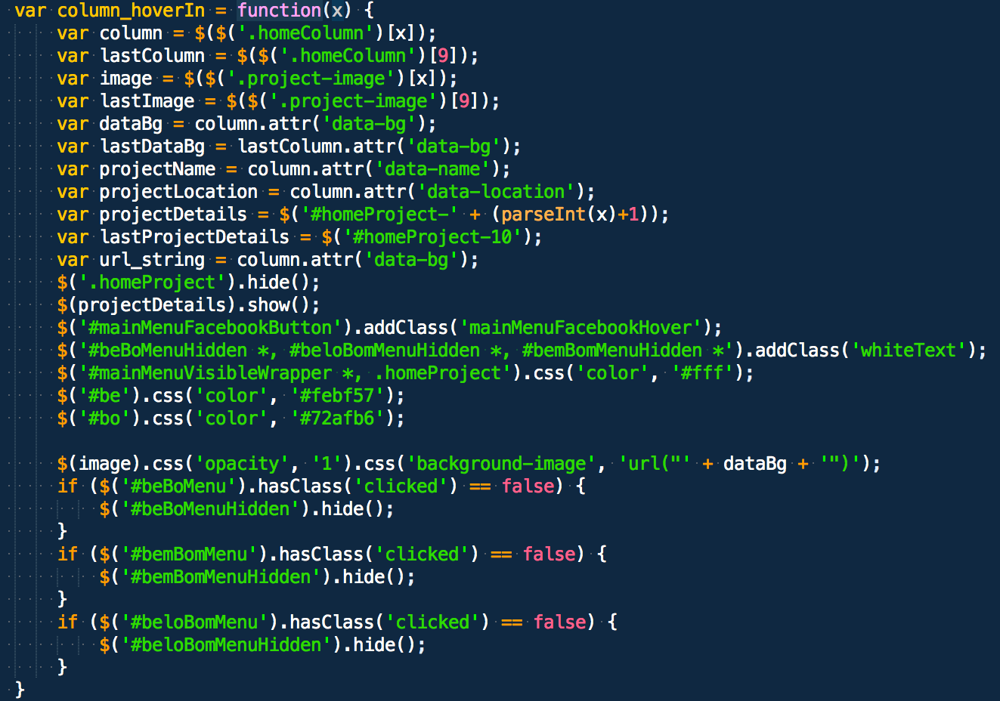 var column_hoverIn = function(x) {
var column = $($('.homeColumn')[x]);
var lastColumn = $($('.homeColumn')[9]);
var image = $($('.project-image')[x]);
var lastImage = $($('.project-image')[9]);
var dataBg = column.attr('data-bg');
var lastDataBg = lastColumn.attr('data-bg');
var projectName = column.attr('data-name');
var projectLocation = column.attr('data-location');
var projectDetails = $('#homeProject-' + (parseInt(x)+1));
var lastProjectDetails = $('#homeProject-10');
var url_string = column.attr('data-bg');
$('.homeProject').hide();
$(projectDetails).show();
$('#mainMenuFacebookButton').addClass('mainMenuFacebookHover');
$('#beBoMenuHidden *, #beloBomMenuHidden *, #bemBomMenuHidden *').addClass('whiteText');
$('#mainMenuVisibleWrapper *, .homeProject').css('color', '#fff');
$('#be').css('color', '#febf57');
$('#bo').css('color', '#72afb6');
$(image).css('opacity', '1').css('background-image', 'url("' + dataBg + '")');
if ($('#beBoMenu').hasClass('clicked') == false) {
$('#beBoMenuHidden').hide();
}
if ($('#bemBomMenu').hasClass('clicked') == false) {
$('#bemBomMenuHidden').hide();
}
if ($('#beloBomMenu').hasClass('clicked') == false) {
$('#beloBomMenuHidden').hide();
}
}